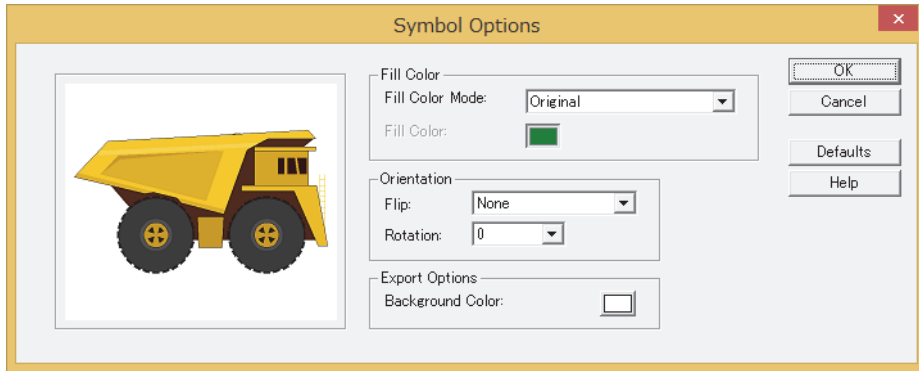 Symbol Options
Fill Color
Fill Color Mode: Original
Fill Color:
Orientation
Flip: None
Rotation: 0
Export Options
Background Color:
OK
Cancel
Defaults
Help